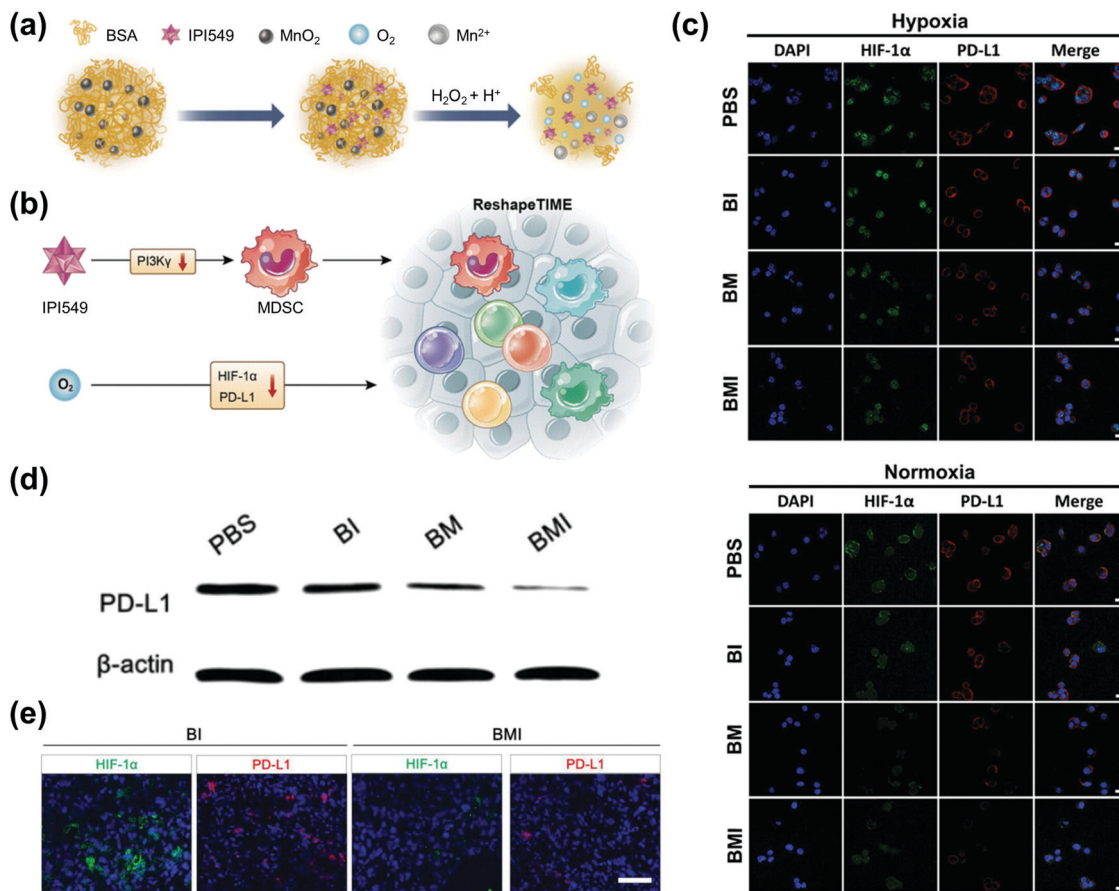 (a)
BSA IPI549 MnO₂ O₂ Mn²⁺
H₂O₂ + H⁺
(b)
ReshapeTIME
PI3Kγ
IPI549
MDSC
O₂
HIF-1α
PD-L1
(c)
Hypoxia
DAPI HIF-1α PD-L1 Merge
PBS
BI
BM
BMI
Normoxia
DAPI HIF-1α PD-L1 Merge
PBS
BI
BM
BMI
(d)
PBS BI BM BMI
PD-L1
β-actin
(e)
BI BMI
HIF-1α PD-L1 HIF-1α PD-L1